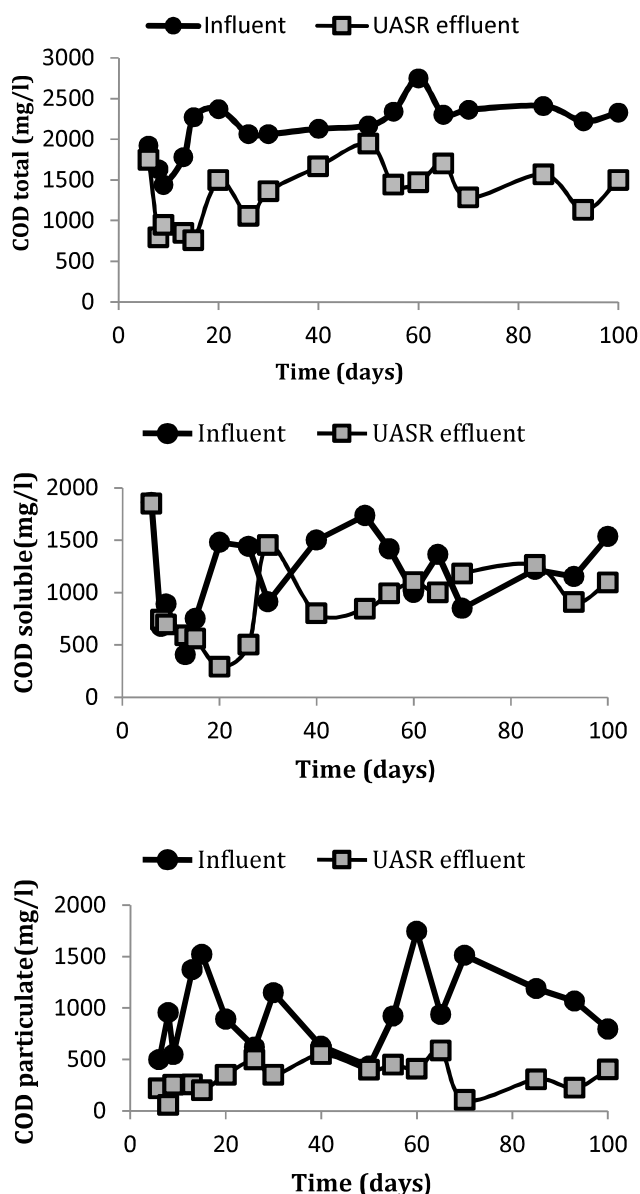 Influent UASR effluent
3000
2500
2000
1500
1000
500
0
COD total (mg/l)
0 20 40 60 80 100
Time (days)
Influent UASR effluent
2000
1500
1000
500
0
COD soluble(mg/l)
0 20 40 60 80 100
Time (days)
Influent UASR effluent
2000
1500
1000
500
0
COD particulate(mg/l)
0 20 40 60 80 100
Time (days)